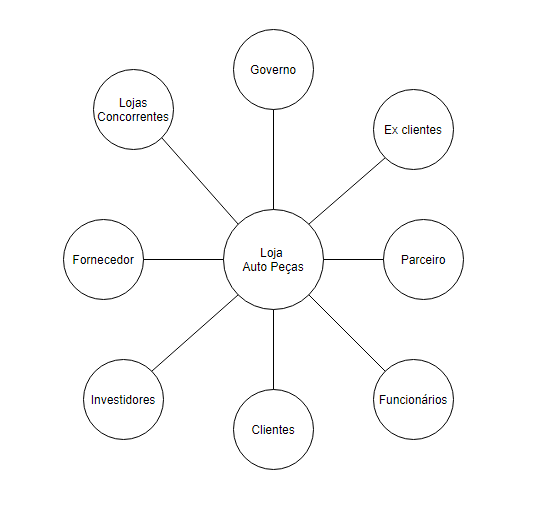 Governo
Lojas
Concorrentes
Ex clientes
Fornecedor
Loja
Auto Peças
Parceiro
Investidores
Funcionários
Clientes